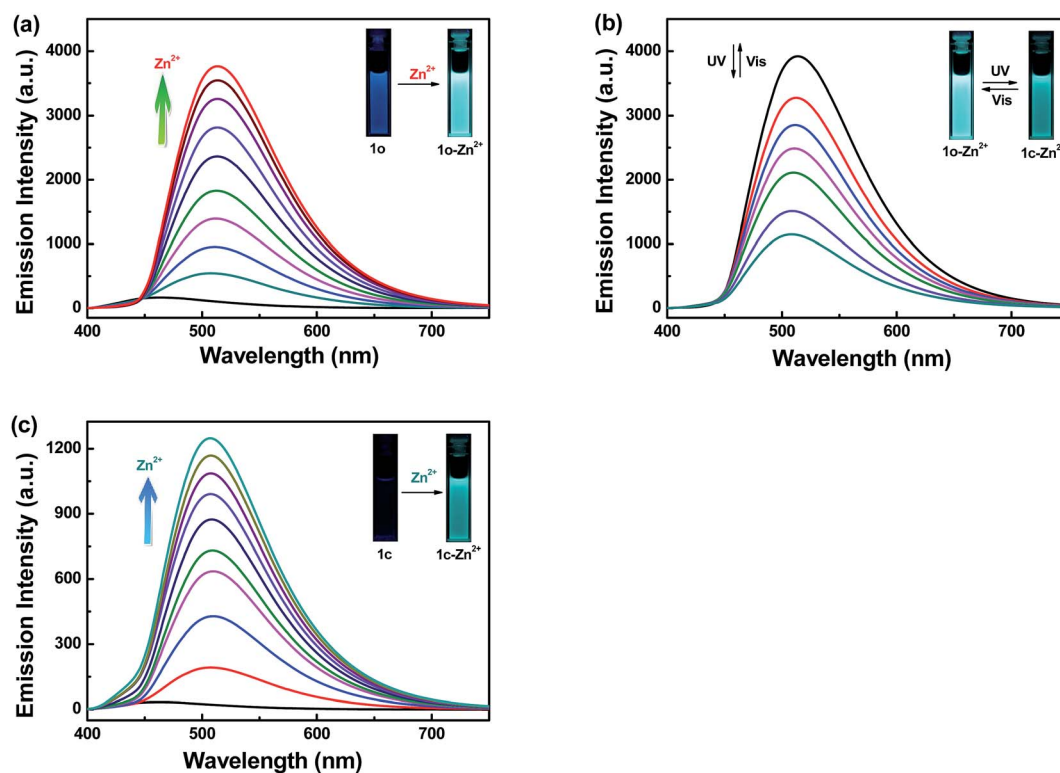 (a)
Emission Intensity (a.u.)
4000
3000
2000
1000
0
Zn²⁺
Zn²⁺
1o
1o-Zn²⁺
400
500
600
700
Wavelength (nm)
(b)
Emission Intensity (a.u.)
4000
3000
2000
1000
0
UV
Vis
UV
Vis
1o-Zn²⁺
1c-Zn²
400
500
600
700
Wavelength (nm)
(c)
Emission Intensity (a.u.)
1200
900
600
300
0
Zn²⁺
Zn²⁺
1c
1c-Zn²⁺
400
500
600
700
Wavelength (nm)